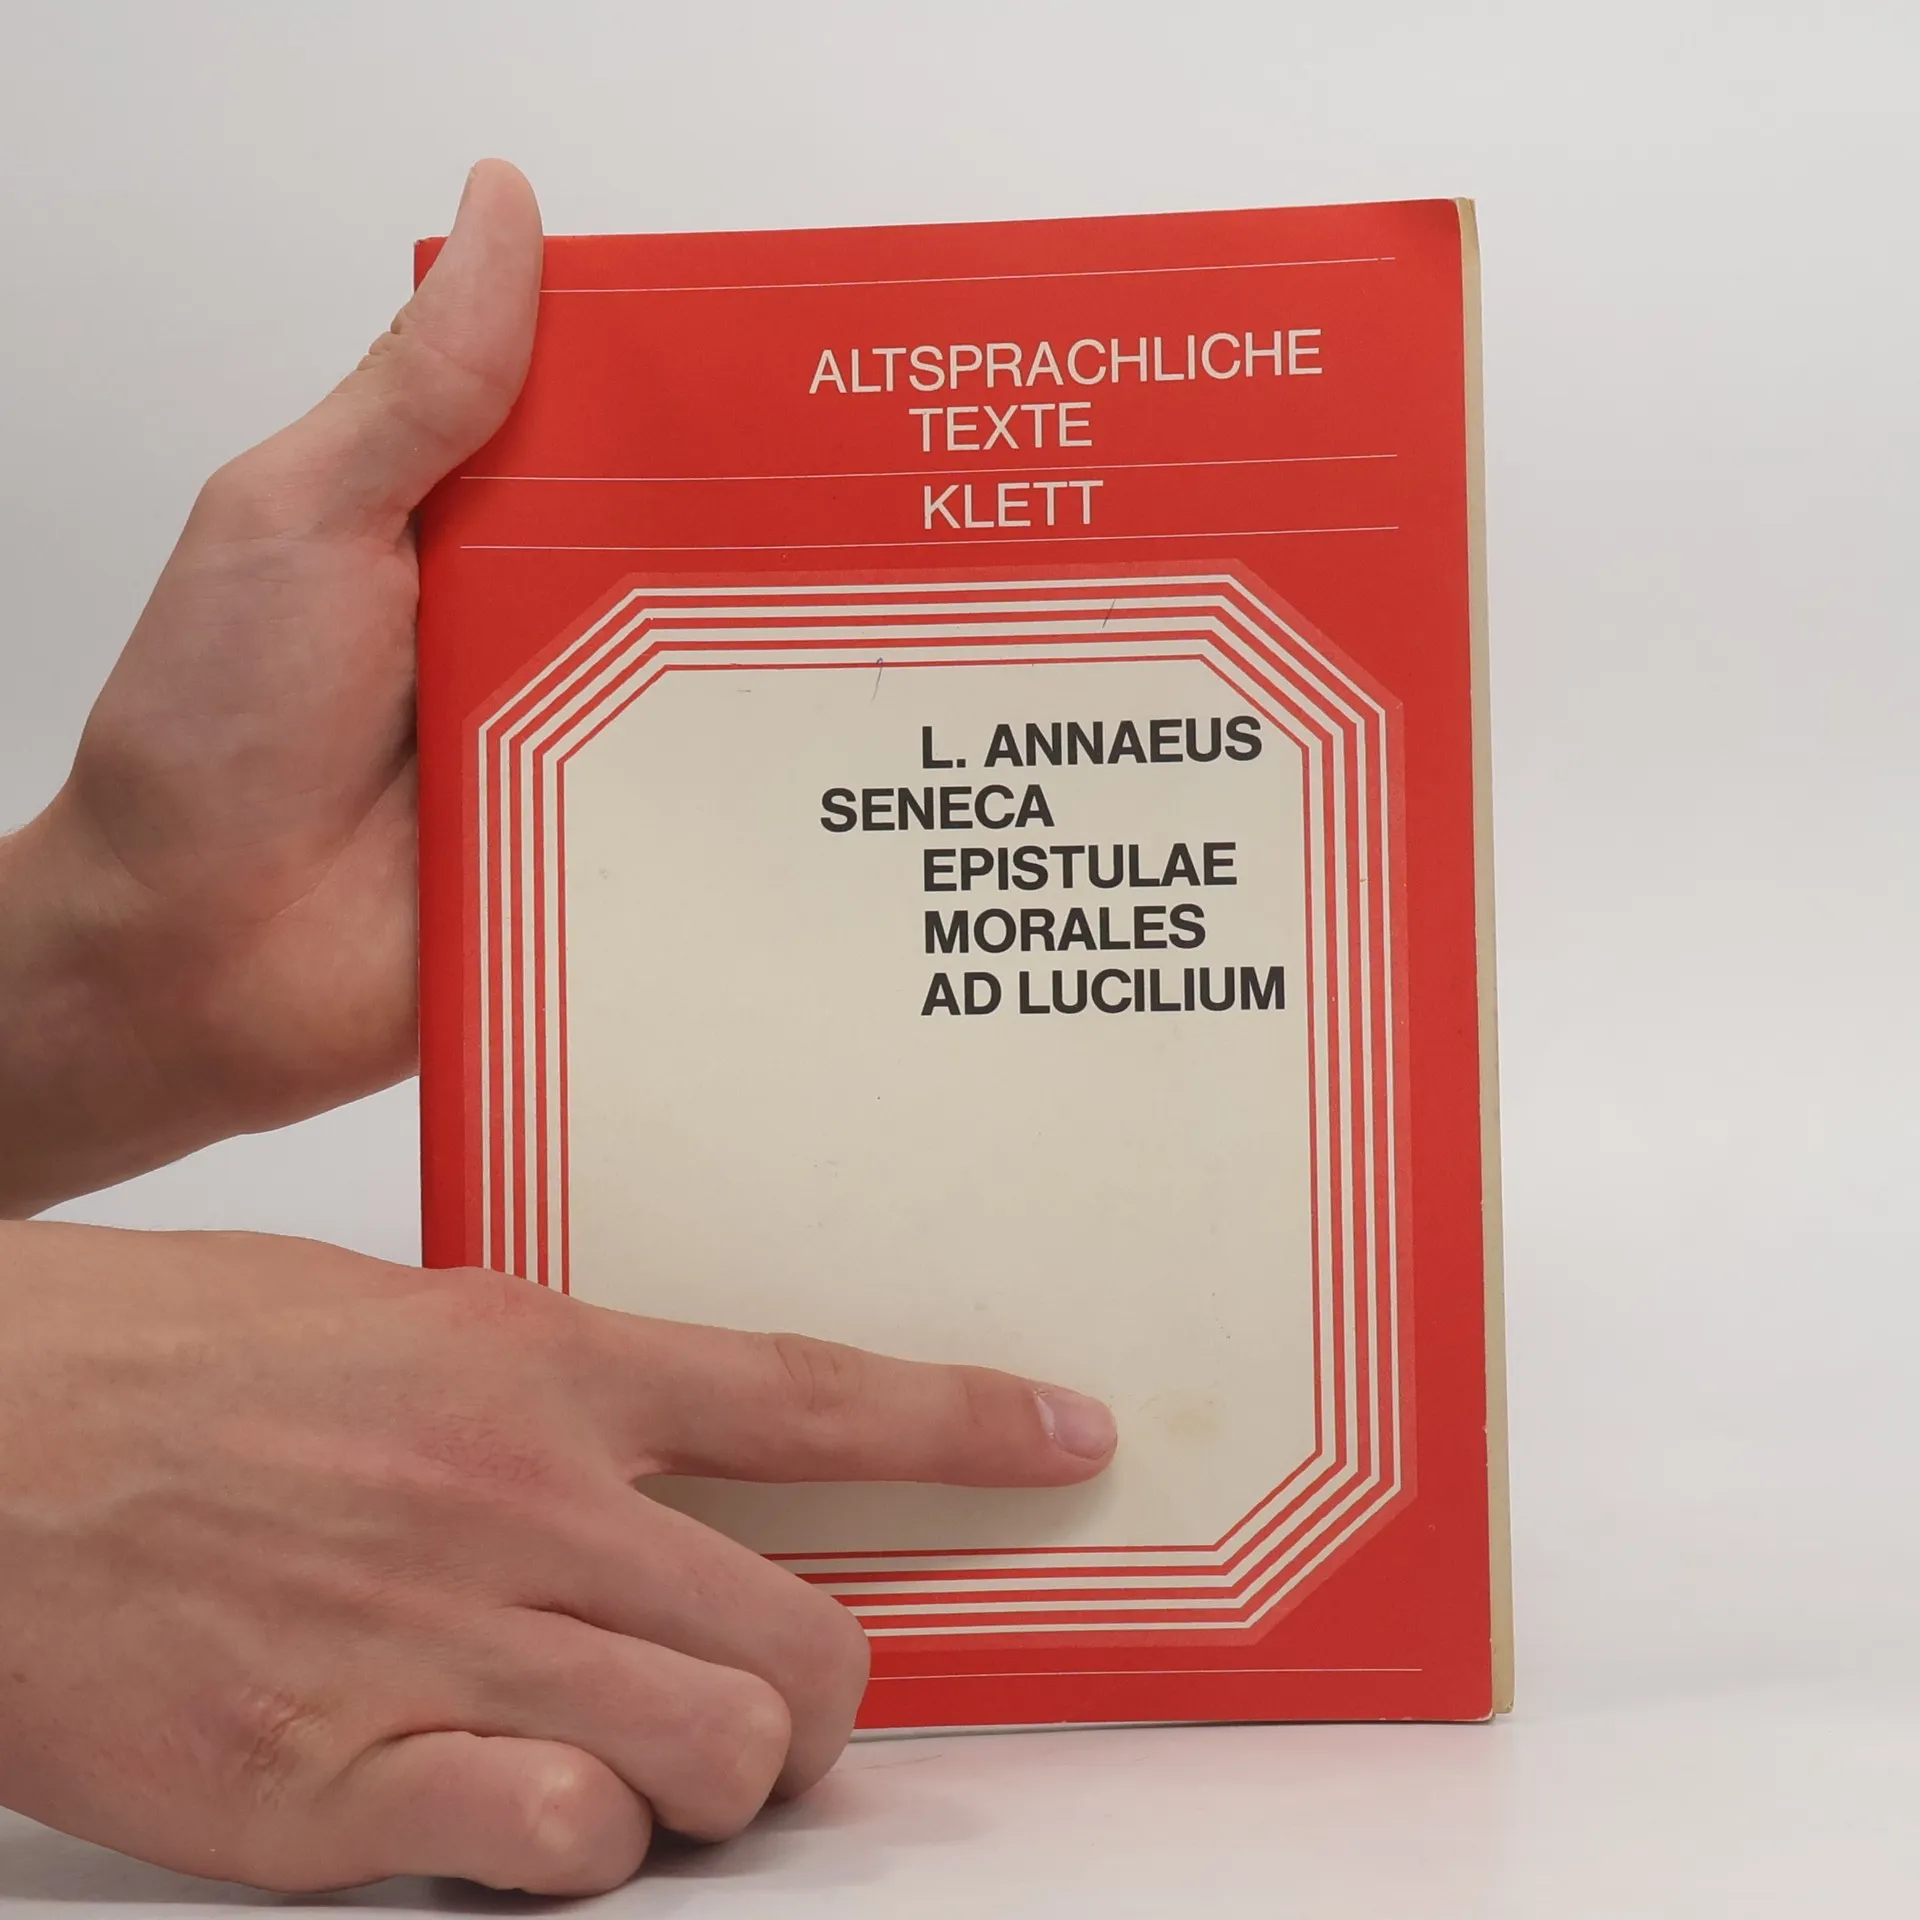 ALTSPRACHLICHE
TEXTE
KLETT
L. ANNAEUS
SENECA
EPISTULAE
MORALES
AD LUCILIUM